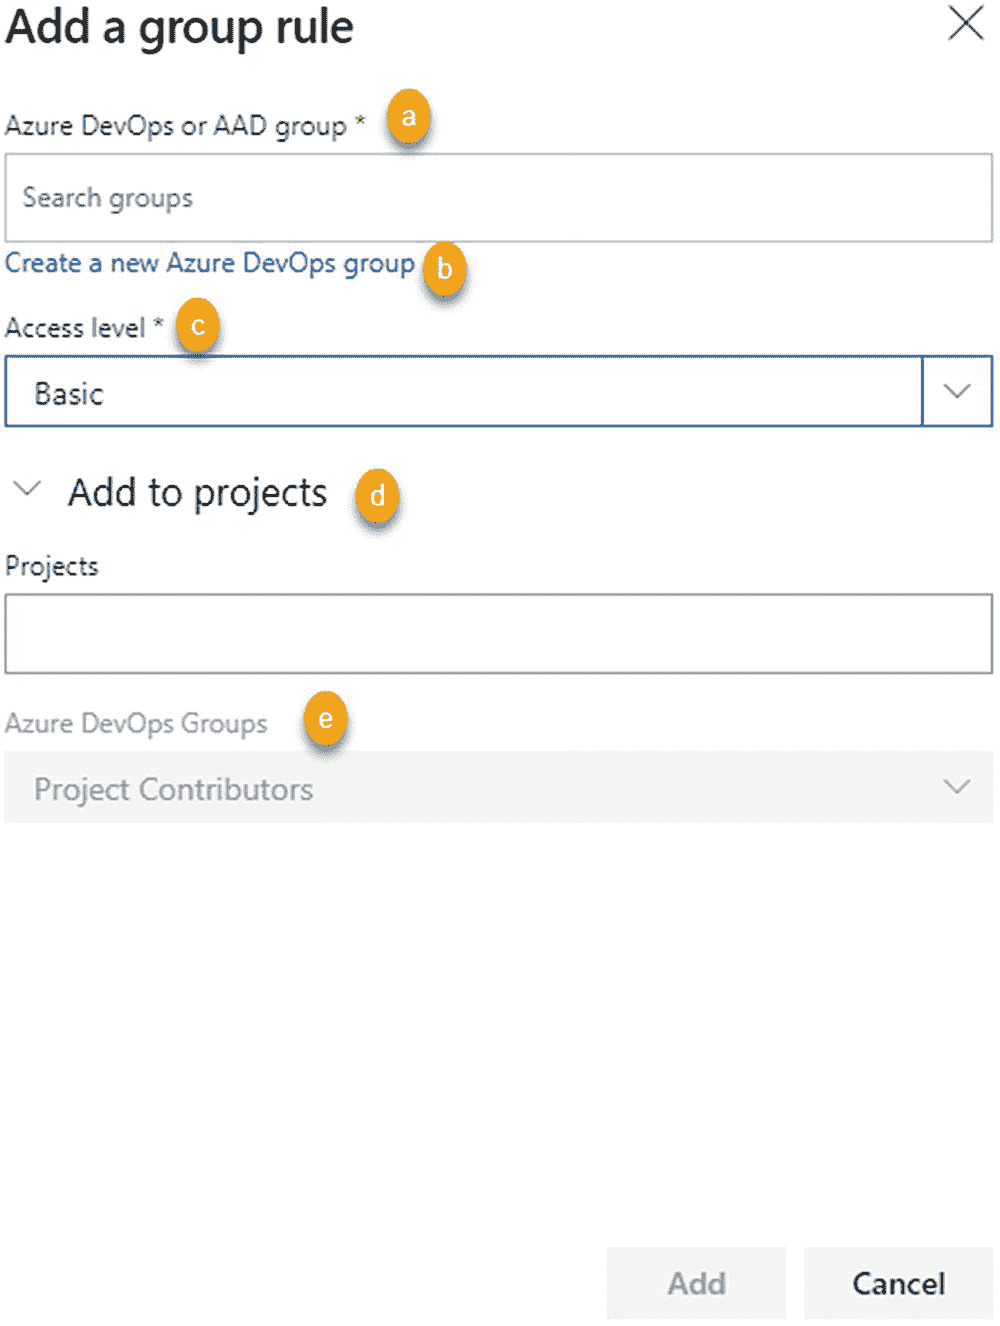 Add a group rule
Azure DevOps or AAD group * a
Search groups
Create a new Azure DevOps group b
Access level * c
Basic
Add to projects d
Projects
Azure DevOps Groups e
Project Contributors
Add Cancel